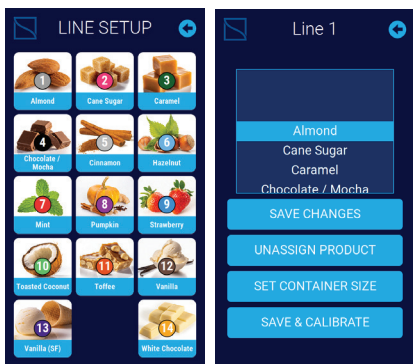 LINE SETUP
1
2
3
Almond
Cane Sugar
Caramel
4
5
6
Chocolate /
Mocha
Cinnamon
Hazelnut
7
8
9
Mint
Pumpkin
Strawberry
10
11
12
Toasted Coconut
Toffee
Vanilla
13
14
Vanilla (SF)
White Chocolate
Line 1
Almond
Cane Sugar
Caramel
Chocolate / Mocha
SAVE CHANGES
UNASSIGN PRODUCT
SET CONTAINER SIZE
SAVE & CALIBRATE